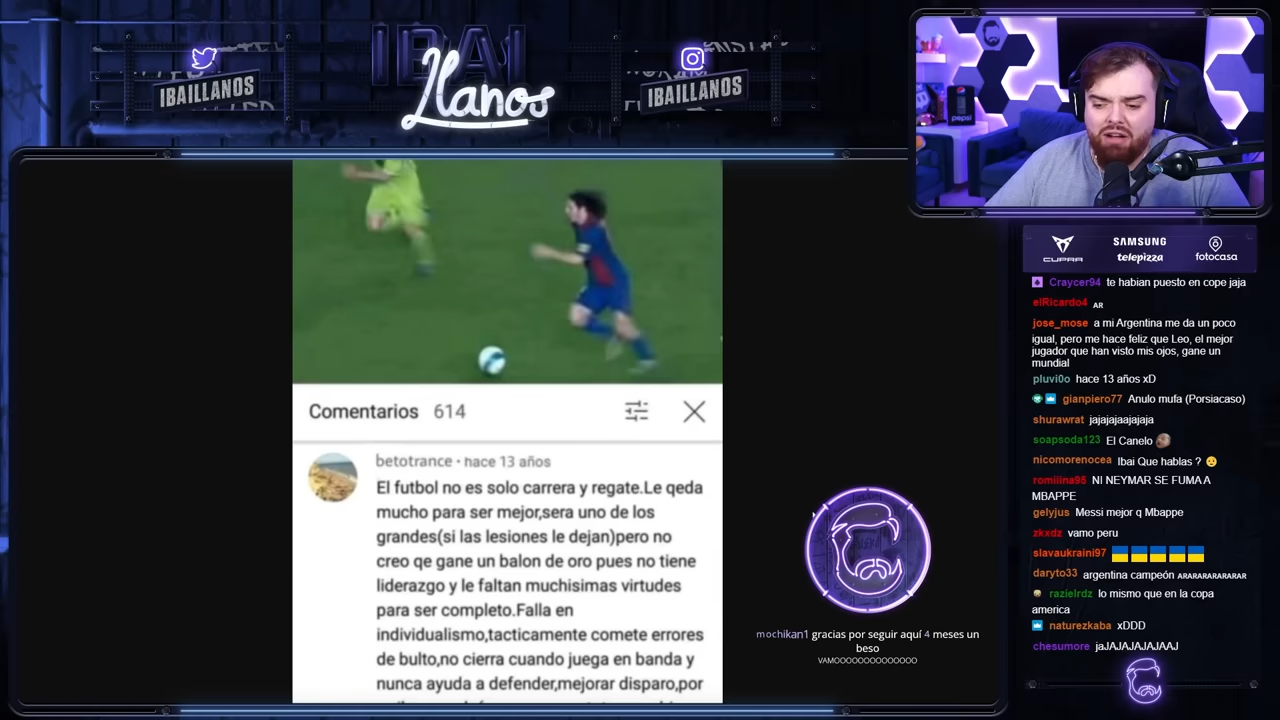 IBAI
Llanos
IBAILLANOS
IBAILLANOS
pepsi
CUPRA
SAMSUNG
telepizza
fotocasa
Comentarios 614
betotrance • hace 13 años
El futbol no es solo carrera y regate.Le qeda
mucho para ser mejor,sera uno de los
grandes(si las lesiones le dejan)pero no
creo qe gane un balon de oro pues no tiene
liderazgo y le faltan muchisimas virtudes
para ser completo.Falla en
individualismo,tacticamente comete errores
de bulto,no cierra cuando juega en banda y
nunca ayuda a defender,mejorar disparo,por
mochikan1 gracias por seguir aquí 4 meses un
beso
VAMOOOOOOOOOOOOOO
Craycer94 te habian puesto en cope jaja
elRicardo4 AR
jose_mose a mi Argentina me da un poco
igual, pero me hace feliz que Leo, el mejor
jugador que han visto mis ojos, gane un
mundial
pluvi0o hace 13 años xD
gianpiero77 Anulo mufa (Porsiacaso)
shurawrat jajajajaajajaja
soapsoda123 El Canelo
nicomorenocea Ibai Que hablas ?
romiiina95 NI NEYMAR SE FUMA A
MBAPPE
gelyjus Messi mejor q Mbappe
zkxdz vamo peru
slavaukraini97
daryto33 argentina campeón ARARARARARARAR
razielrdz lo mismo que en la copa
america
naturezkaba xDDD
chesumore jaJAJAJAJAJAAJ